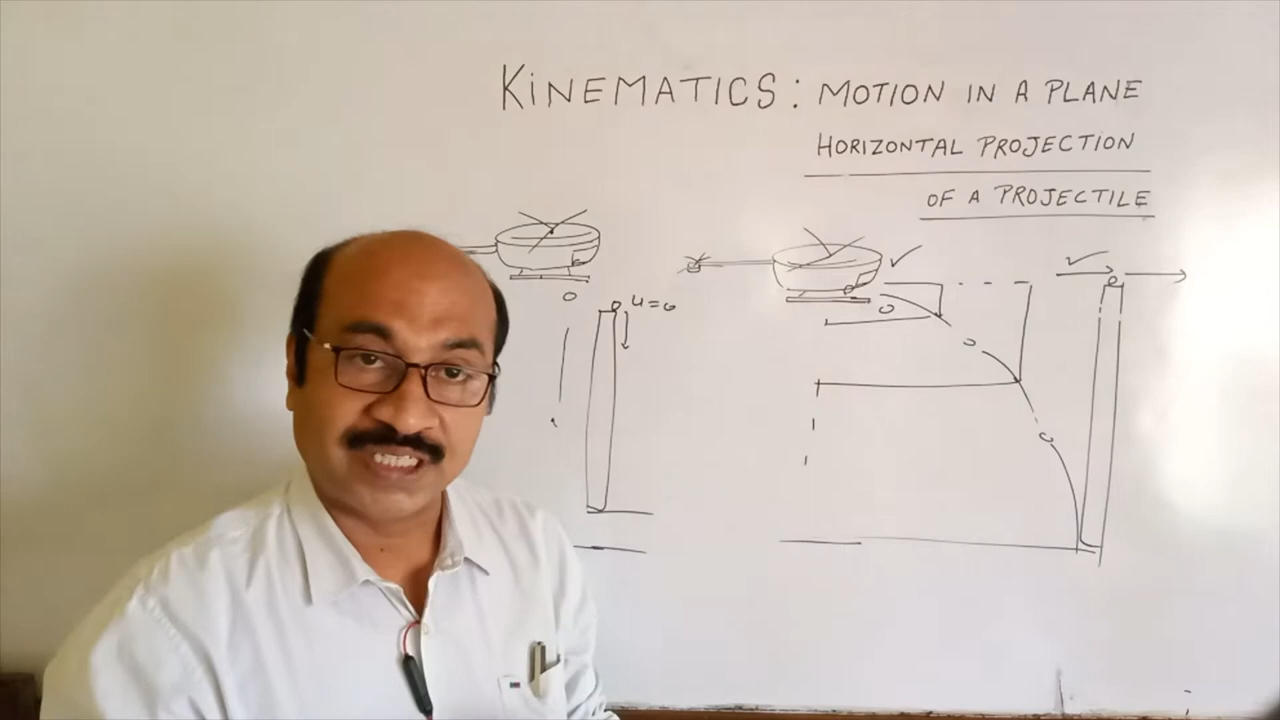 KINEMATICS: MOTION IN A PLANE
HORIZONTAL PROJECTION
OF A PROJECTILE
u=0